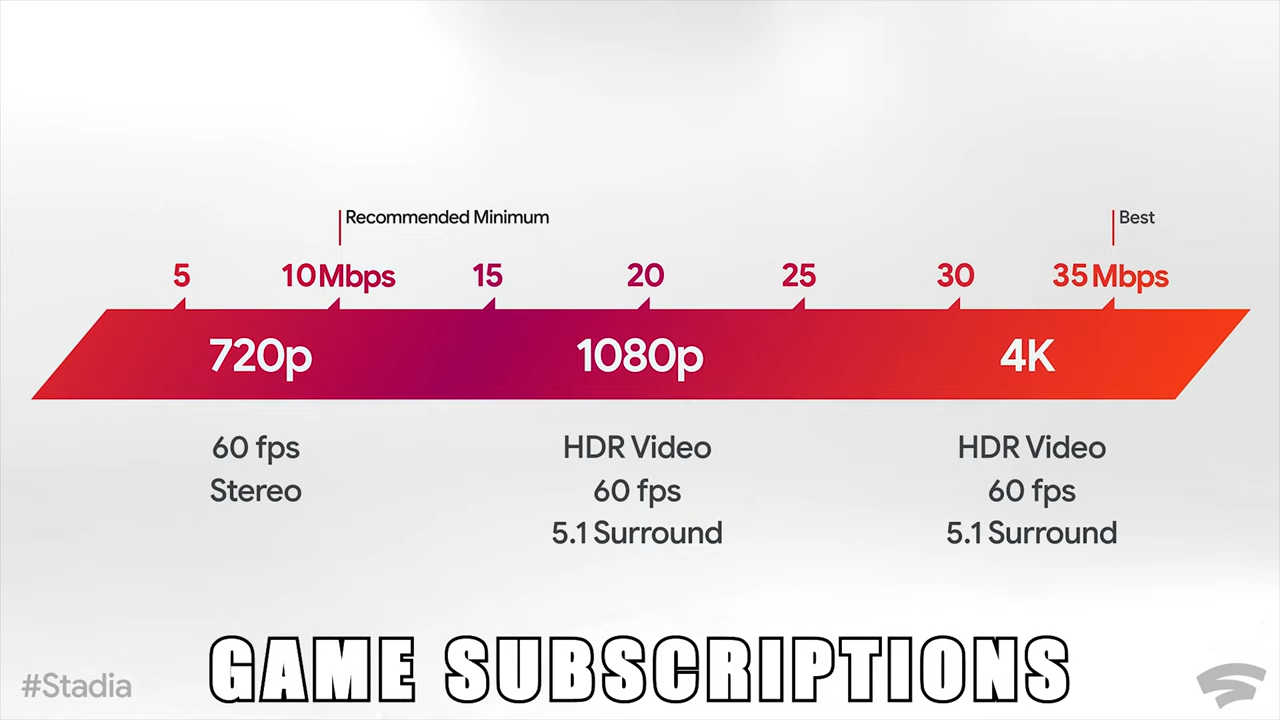 Recommended Minimum
Best
5
10 Mbps
15
20
25
30
35 Mbps
720p
1080p
4K
60 fps
Stereo
HDR Video
60 fps
5.1 Surround
HDR Video
60 fps
5.1 Surround
GAME SUBSCRIPTIONS
#Stadia